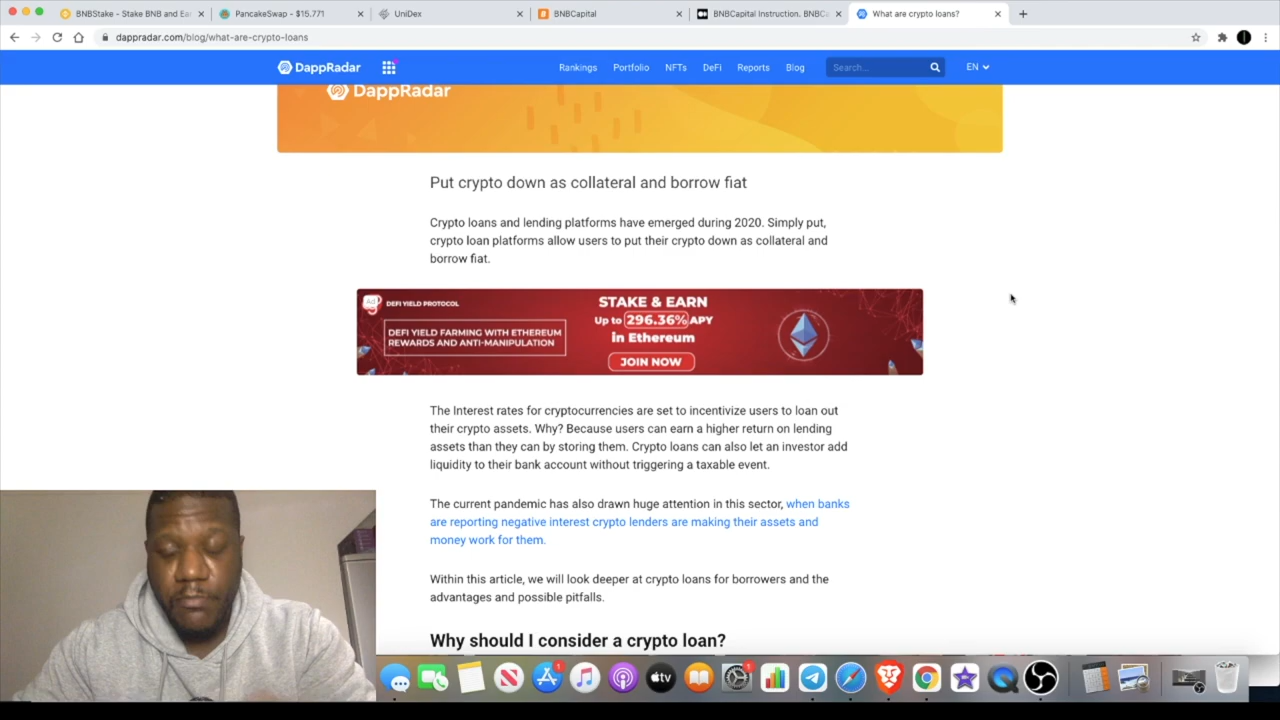 BNBStake - Stake BNB and Ear
PancakeSwap - $15.771
UniDex
BNBCapital
BNBCapital Instruction. BNBCa
What are crypto loans?
dappradar.com/blog/what-are-crypto-loans
DappRadar
Rankings
Portfolio
NFTs
DeFi
Reports
Blog
Search...
EN
DappRadar
Put crypto down as collateral and borrow fiat
Crypto loans and lending platforms have emerged during 2020. Simply put,
crypto loan platforms allow users to put their crypto down as collateral and
borrow fiat.
Ad
DEFI YIELD PROTOCOL
DEFI YIELD FARMING WITH ETHEREUM
REWARDS AND ANTI-MANIPULATION
STAKE & EARN
Up to 296.36% APY
in Ethereum
JOIN NOW
The Interest rates for cryptocurrencies are set to incentivize users to loan out
their crypto assets. Why? Because users can earn a higher return on lending
assets than they can by storing them. Crypto loans can also let an investor add
liquidity to their bank account without triggering a taxable event.
The current pandemic has also drawn huge attention in this sector, when banks
are reporting negative interest crypto lenders are making their assets and
money work for them.
Within this article, we will look deeper at crypto loans for borrowers and the
advantages and possible pitfalls.
Why should I consider a crypto loan?
tv